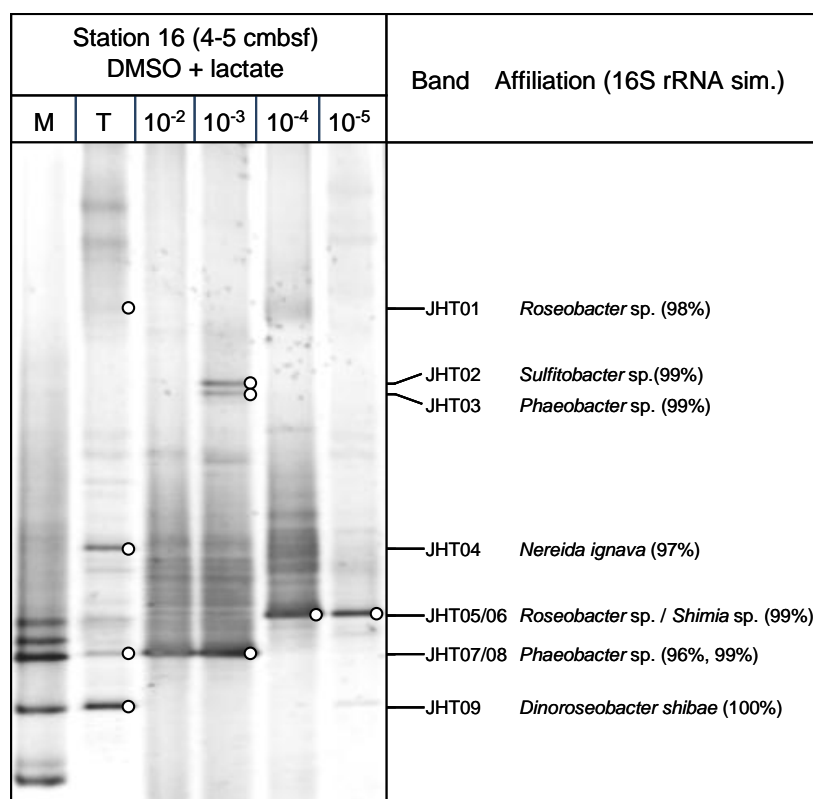 Station 16 (4-5 cmbsf)
DMSO + lactate
Band Affiliation (16S rRNA sim.)
M T 10-2 10-3 10-4 10-5
JHT01 Roseobacter sp. (98%)
JHT02 Sulfitobacter sp.(99%)
JHT03 Phaeobacter sp. (99%)
JHT04 Nereida ignava (97%)
JHT05/06 Roseobacter sp. / Shimia sp. (99%)
JHT07/08 Phaeobacter sp. (96%, 99%)
JHT09 Dinoroseobacter shibae (100%)